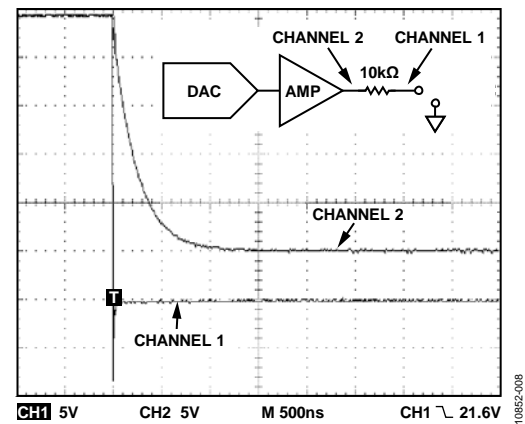 CHANNEL 2 CHANNEL 1
10kΩ
DAC AMP
CHANNEL 2
T
CHANNEL 1
CH1 5V CH2 5V M 500ns CH1 21.6V
10852-008